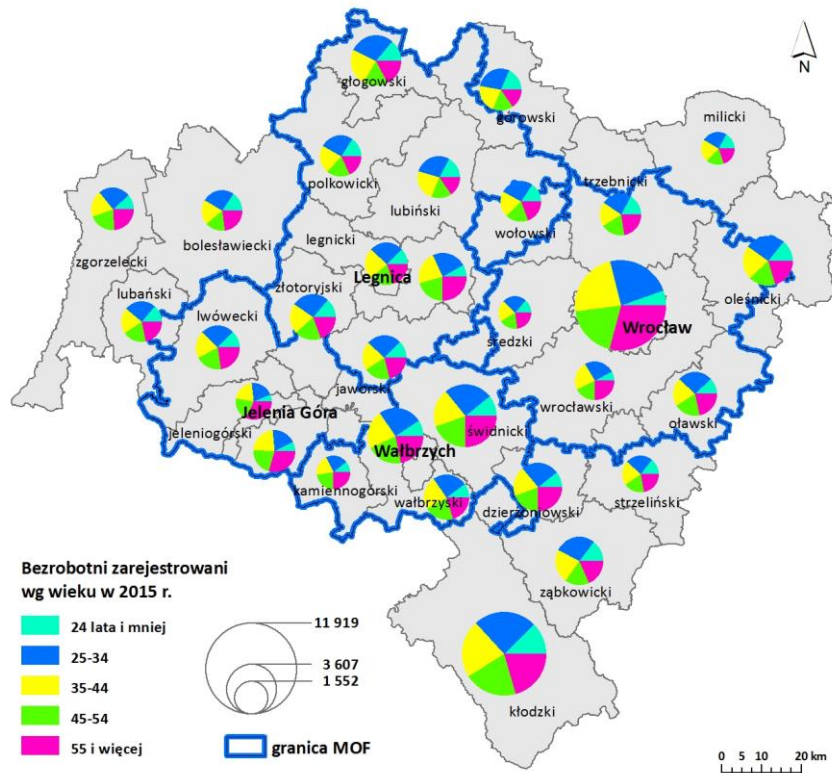 N
głogowski
górowski
milicki
trzebnicki
polkowicki
lubiński
wołowski
zgorzelecki
bolesławiecki
legnicki
Legnica
oleśnicki
lubański
lwówecki
złotoryjski
średzki
Wrocław
jaworski
wrocławski
oławski
Jelenia Góra
jeleniogórski
Wałbrzych
świdnicki
kamiennogórski
wałbrzyski
dzierżoniowski
strzeliński
ząbkowicki
kłodzki
Bezrobotni zarejestrowani
wg wieku w 2015 r.
24 lata i mniej
25-34
35-44
45-54
55 i więcej
11 919
3 607
1 552
granica MOF
0 5 10 20 km